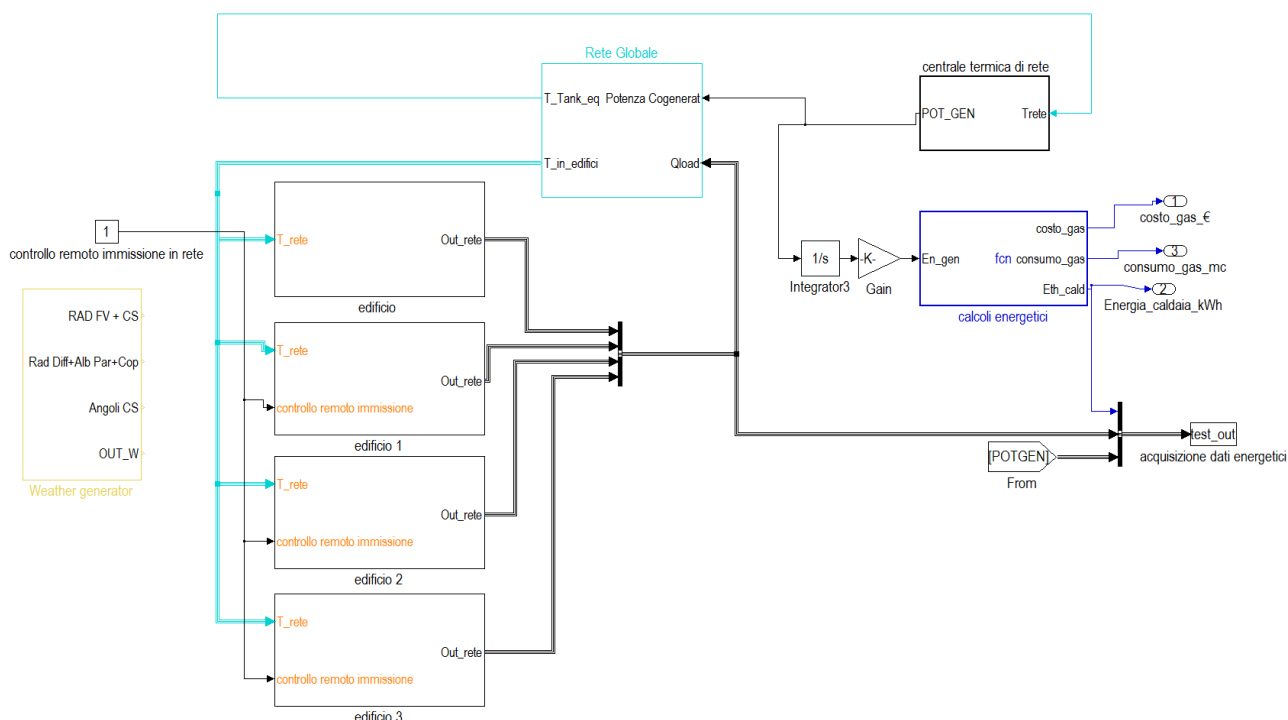 Rete Globale
T_Tank_eq
Potenza Cogenerat
T_in_edifici
Qload
centrale termica di rete
POT_GEN
Trete
1
controllo remoto immissione in rete
T_rete
Out_rete
edificio
T_rete
Out_rete
controllo remoto immissione
edificio 1
T_rete
Out_rete
controllo remoto immissione
edificio 2
T_rete
Out_rete
controllo remoto immissione
edificio 3
RAD FV + CS
Rad Diff+Alb Par+Cop
Angoli CS
OUT_W
Weather generator
1/s
Integrator3
-K-
Gain
En_gen
fcn
costo_gas
consumo_gas
Eth_cald
calcoli energetici
1
costo_gas_€
3
consumo_gas_mc
2
Energia_caldaia_kWh
[POTGEN]
From
test_out
acquisizione dati energetici